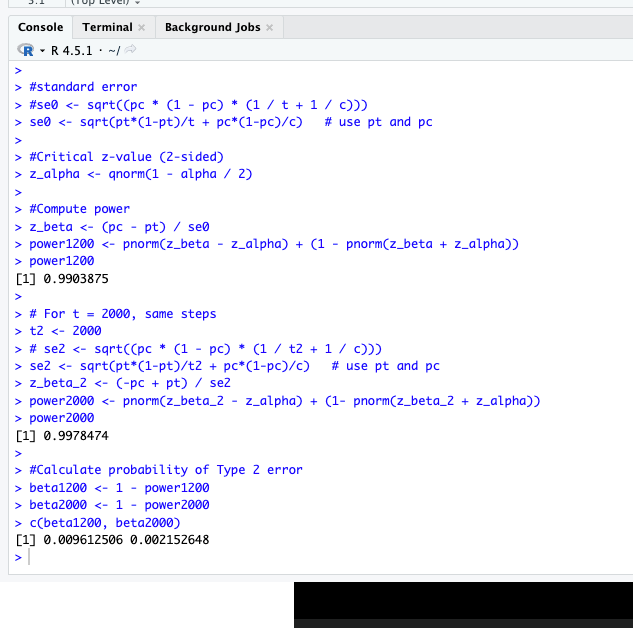 3:1 (Top Level)
Console Terminal Background Jobs
R R 4.5.1 · ~/
>
> #standard error
> #se0 <- sqrt((pc * (1 - pc) * (1 / t + 1 / c)))
> se0 <- sqrt(pt*(1-pt)/t + pc*(1-pc)/c)   # use pt and pc
>
> #Critical z-value (2-sided)
> z_alpha <- qnorm(1 - alpha / 2)
>
> #Compute power
> z_beta <- (pc - pt) / se0
> power1200 <- pnorm(z_beta - z_alpha) + (1 - pnorm(z_beta + z_alpha))
> power1200
[1] 0.9903875
>
> # For t = 2000, same steps
> t2 <- 2000
> # se2 <- sqrt((pc * (1 - pc) * (1 / t2 + 1 / c)))
> se2 <- sqrt(pt*(1-pt)/t2 + pc*(1-pc)/c)   # use pt and pc
> z_beta_2 <- (-pc + pt) / se2
> power2000 <- pnorm(z_beta_2 - z_alpha) + (1- pnorm(z_beta_2 + z_alpha))
> power2000
[1] 0.9978474
>
> #Calculate probability of Type 2 error
> beta1200 <- 1 - power1200
> beta2000 <- 1 - power2000
> c(beta1200, beta2000)
[1] 0.009612506 0.002152648
>